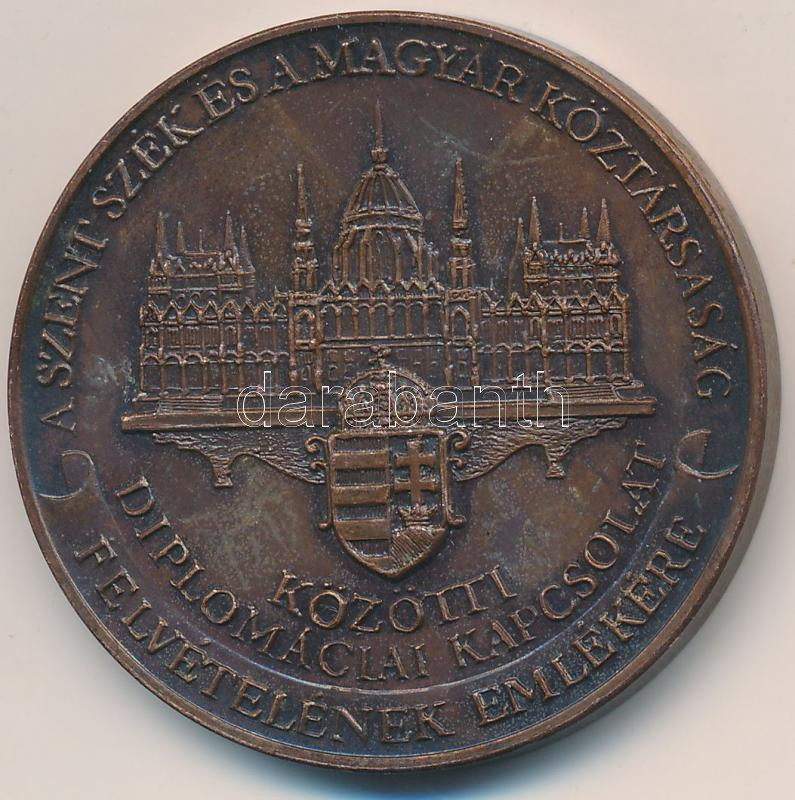 A SZENT SZÉK ÉS A MAGYAR KÖZTÁRSASÁG
KÖZÖTTI
DIPLOMÁCIAI KAPCSOLAT
FELVÉTELÉNEK EMLÉKÉRE
darabanth